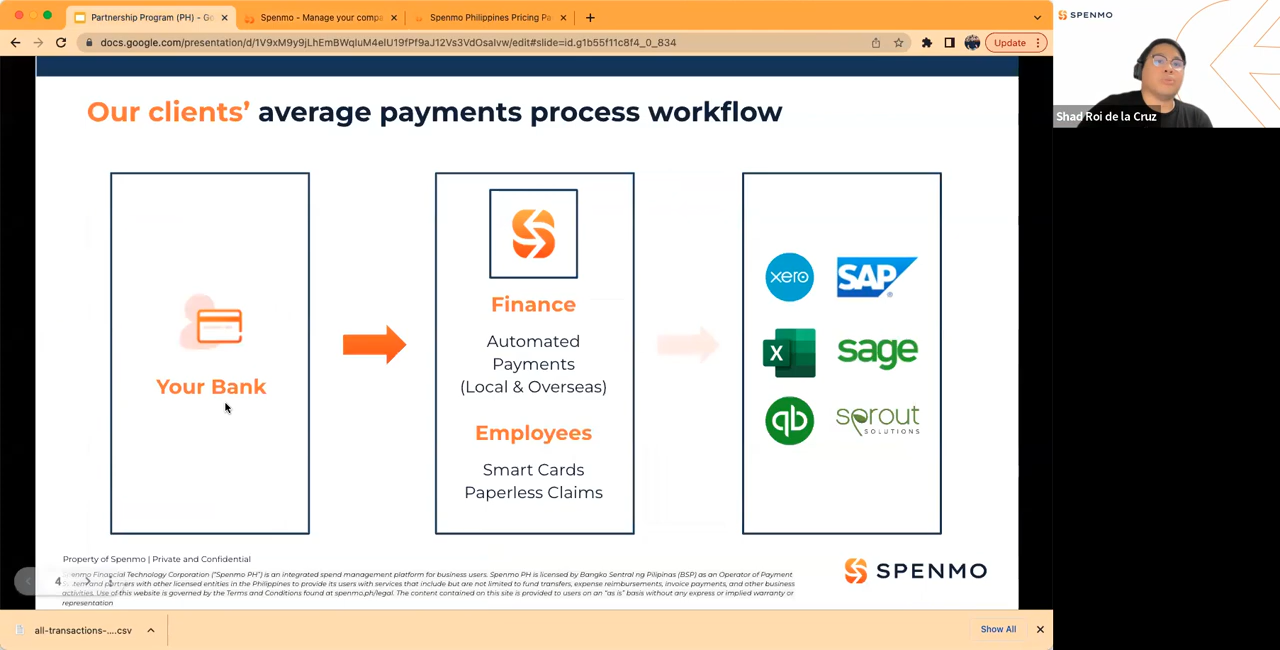 Partnership Program (PH) - Go
Spenmo - Manage your compa
Spenmo Philippines Pricing Pa
docs.google.com/presentation/d/1V9xM9y9jLhEmBWqluM4elU19fPf9aJ12Vs3VdOsaIvw/edit#slide=id.g1b55f11c8f4_0_834
Update
SPENMO
Shad Roi de la Cruz
Our clients' average payments process workflow
Your Bank
Finance
Automated
Payments
(Local & Overseas)
Employees
Smart Cards
Paperless Claims
xero
SAP
X
sage
qb
sprout
SOLUTIONS
Property of Spenmo | Private and Confidential
Spenmo Financial Technology Corporation ("Spenmo PH") is an integrated spend management platform for business users. Spenmo PH is licensed by Bangko Sentral ng Pilipinas (BSP) as an Operator of Payment
and partners with other licensed entities in the Philippines to provide its users with services that include but are not limited to fund transfers, expense reimbursements, invoice payments, and other business
activities. Use of this website is governed by the Terms and Conditions found at spenmo.ph/legal. The content contained on this site is provided to users on an "as is" basis without any express or implied warranty or
representation
4
SPENMO
all-transactions-....csv
Show All